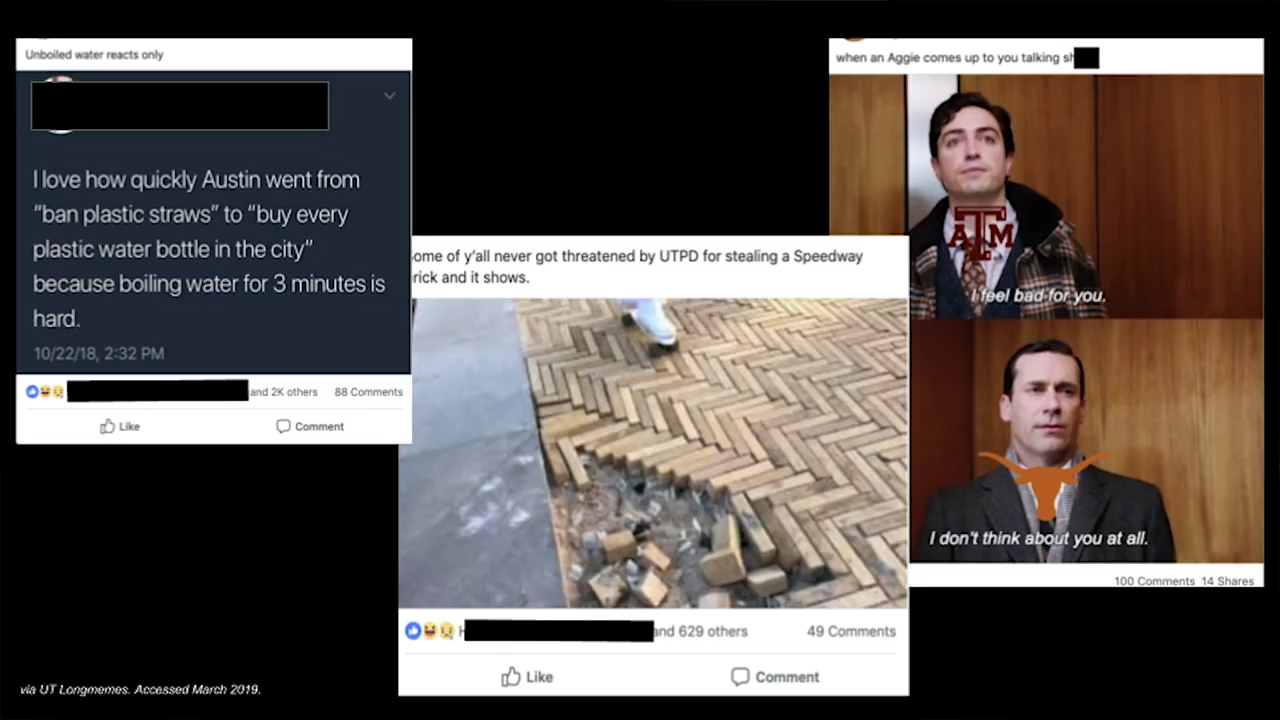 Unboiled water reacts only
I love how quickly Austin went from
"ban plastic straws" to "buy every
plastic water bottle in the city"
because boiling water for 3 minutes is
hard.
10/22/18, 2:32 PM
and 2K others 88 Comments
Like Comment
ome of y'all never got threatened by UTPD for stealing a Speedway
rick and it shows.
and 629 others 49 Comments
Like Comment
when an Aggie comes up to you talking sh
ATM
I feel bad for you.
I don't think about you at all.
100 Comments 14 Shares
via UT Longmemes. Accessed March 2019.